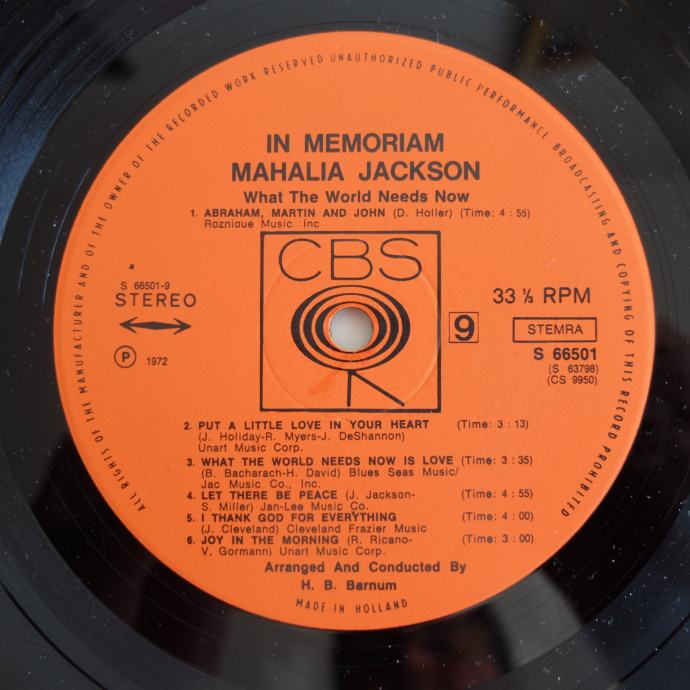 ALL RIGHTS OF THE MANUFACTURER AND OF THE OWNER OF THE RECORDED WORK RESERVED UNAUTHORIZED PUBLIC PERFORMANCE BROADCASTING AND COPYING OF THIS RECORD PROHIBITED
IN MEMORIAM
MAHALIA JACKSON
What The World Needs Now
1. ABRAHAM, MARTIN AND JOHN (D. Holler) (Time: 4 : 55)
Roznique Music. Inc
CBS
S 66501-9
STEREO
Ⓟ 1972
9
33 ⅓ RPM
STEMRA
S 66501
(S 63798)
(CS 9950)
2. PUT A LITTLE LOVE IN YOUR HEART (Time: 3 : 13)
(J. Holiday-R. Myers-J. DeShannon)
Unart Music Corp.
3. WHAT THE WORLD NEEDS NOW IS LOVE (Time: 3 : 35)
(B. Bacharach-H. David) Blues Seas Music/
Jac Music Co., Inc.
4. LET THERE BE PEACE (J. Jackson- (Time: 4 : 55)
S. Miller) Jan-Lee Music Co.
5. I THANK GOD FOR EVERYTHING (Time: 4 : 00)
(J. Cleveland) Cleveland Frazier Music
6. JOY IN THE MORNING (R. Ricano- (Time: 3 : 00)
V. Gormann) Unart Music Corp.
Arranged And Conducted By
H. B. Barnum
MADE IN HOLLAND